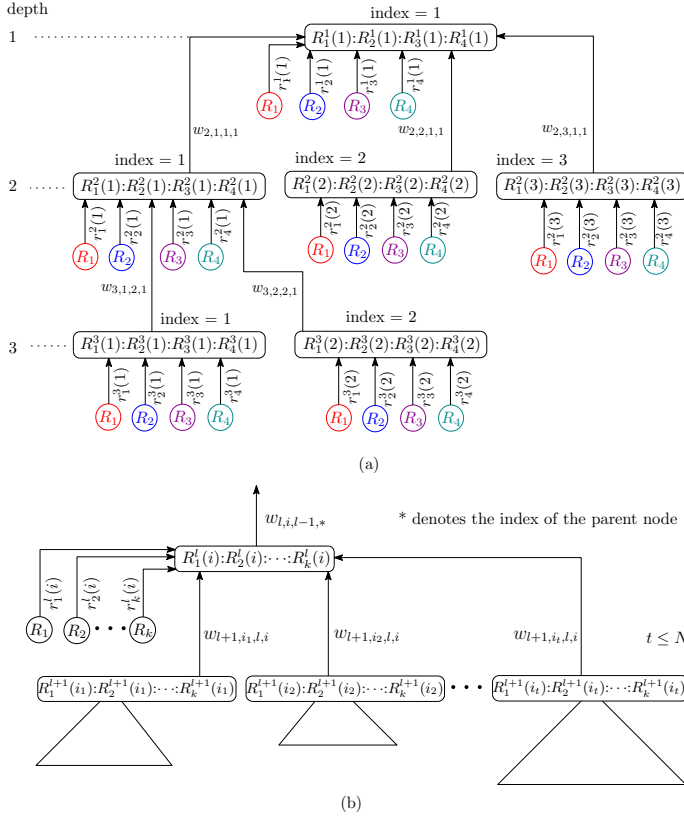 depth
index = 1
1 R_1^1(1):R_2^1(1):R_3^1(1):R_4^1(1)
r_1^1(1) r_2^1(1) r_3^1(1) r_4^1(1)
R_1 R_2 R_3 R_4
w_{2,1,1,1} w_{2,2,1,1} w_{2,3,1,1}
index = 1 index = 2 index = 3
2 R_1^2(1):R_2^2(1):R_3^2(1):R_4^2(1) R_1^2(2):R_2^2(2):R_3^2(2):R_4^2(2) R_1^2(3):R_2^2(3):R_3^2(3):R_4^2(3)
r_1^2(1) r_2^2(1) r_3^2(1) r_4^2(1) r_1^2(2) r_2^2(2) r_3^2(2) r_4^2(2) r_1^2(3) r_2^2(3) r_3^2(3) r_4^2(3)
R_1 R_2 R_3 R_4 R_1 R_2 R_3 R_4 R_1 R_2 R_3 R_4
w_{3,1,2,1} w_{3,2,2,1}
index = 1 index = 2
3 R_1^3(1):R_2^3(1):R_3^3(1):R_4^3(1) R_1^3(2):R_2^3(2):R_3^3(2):R_4^3(2)
r_1^3(1) r_2^3(1) r_3^3(1) r_4^3(1) r_1^3(2) r_2^3(2) r_3^3(2) r_4^3(2)
R_1 R_2 R_3 R_4 R_1 R_2 R_3 R_4
(a)
w_{l,i,l-1,*} * denotes the index of the parent node
R_1^l(i):R_2^l(i):···:R_k^l(i)
r_1^l(i) r_2^l(i) r_k^l(i)
R_1 R_2 ••• R_k
w_{l+1,i_1,l,i} w_{l+1,i_2,l,i} w_{l+1,i_t,l,i} t ≤ N
R_1^{l+1}(i_1):R_2^{l+1}(i_1):···:R_k^{l+1}(i_1) R_1^{l+1}(i_2):R_2^{l+1}(i_2):···:R_k^{l+1}(i_2) ••• R_1^{l+1}(i_t):R_2^{l+1}(i_t):···:R_k^{l+1}(i_t)
(b)